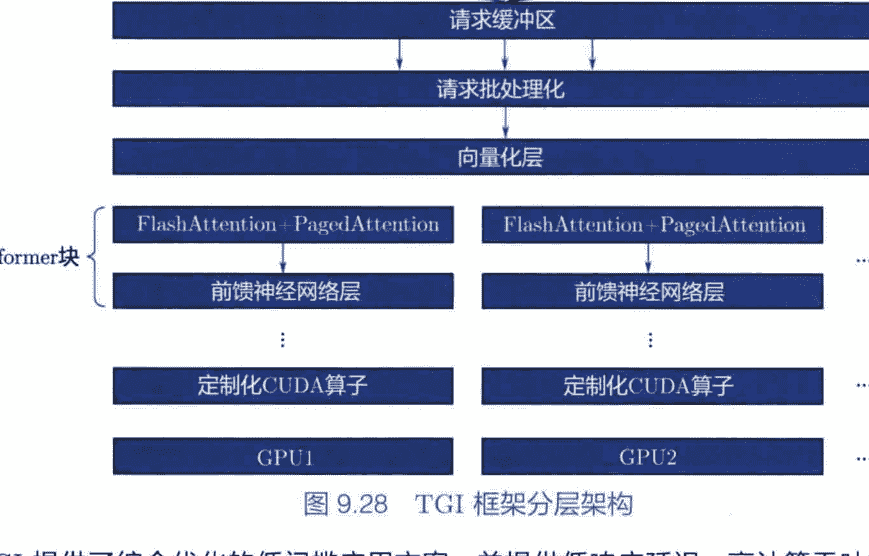 请求缓冲区
请求批处理化
向量化层
FlashAttention+PagedAttention FlashAttention+PagedAttention
former块
前馈神经网络层 前馈神经网络层
定制化CUDA算子 定制化CUDA算子
GPU1 GPU2
图 9.28 TGI 框架分层架构